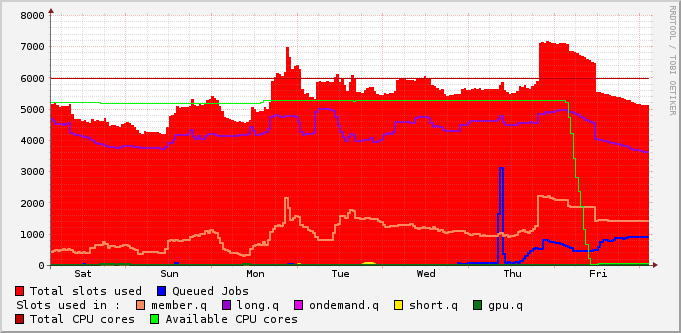 8000
7000
6000
5000
4000
3000
2000
1000
0
Sat Sun Mon Tue Wed Thu Fri
Total slots used Queued Jobs
Slots used in : member.q long.q ondemand.q short.q gpu.q
Total CPU cores Available CPU cores
RRDTOOL / TOBI OETIKER